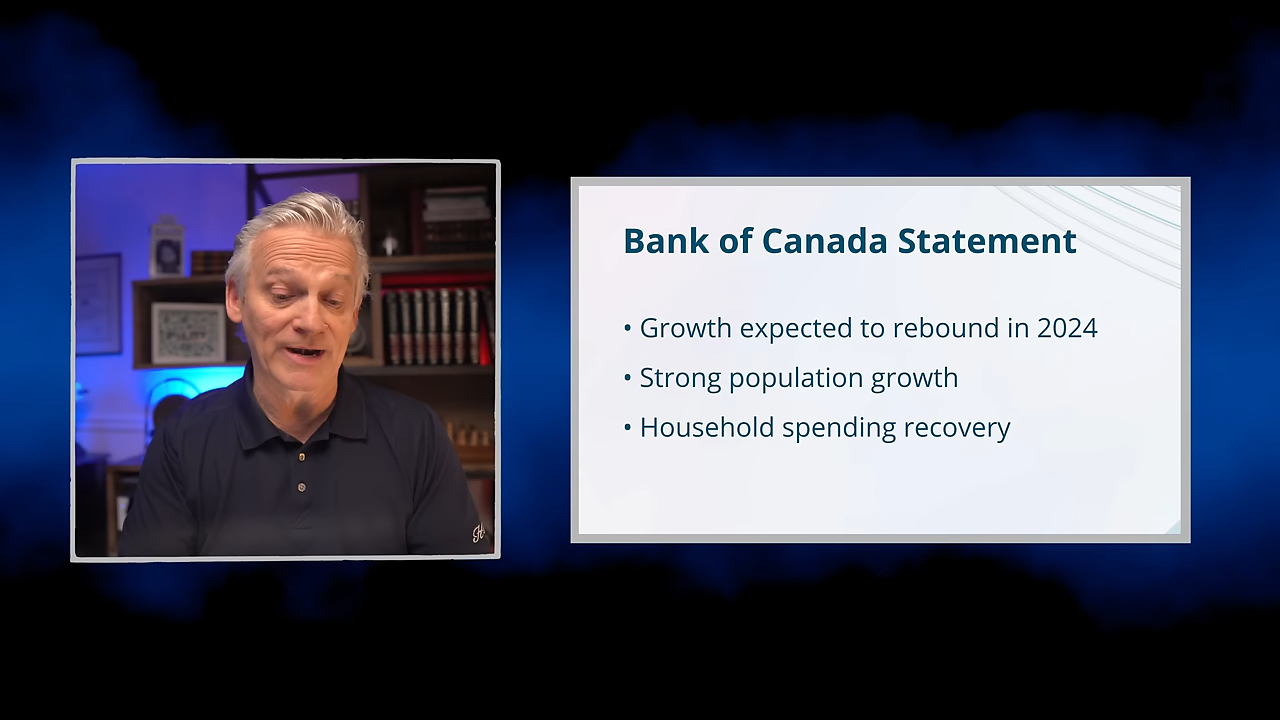 Bank of Canada Statement
• Growth expected to rebound in 2024
• Strong population growth
• Household spending recovery